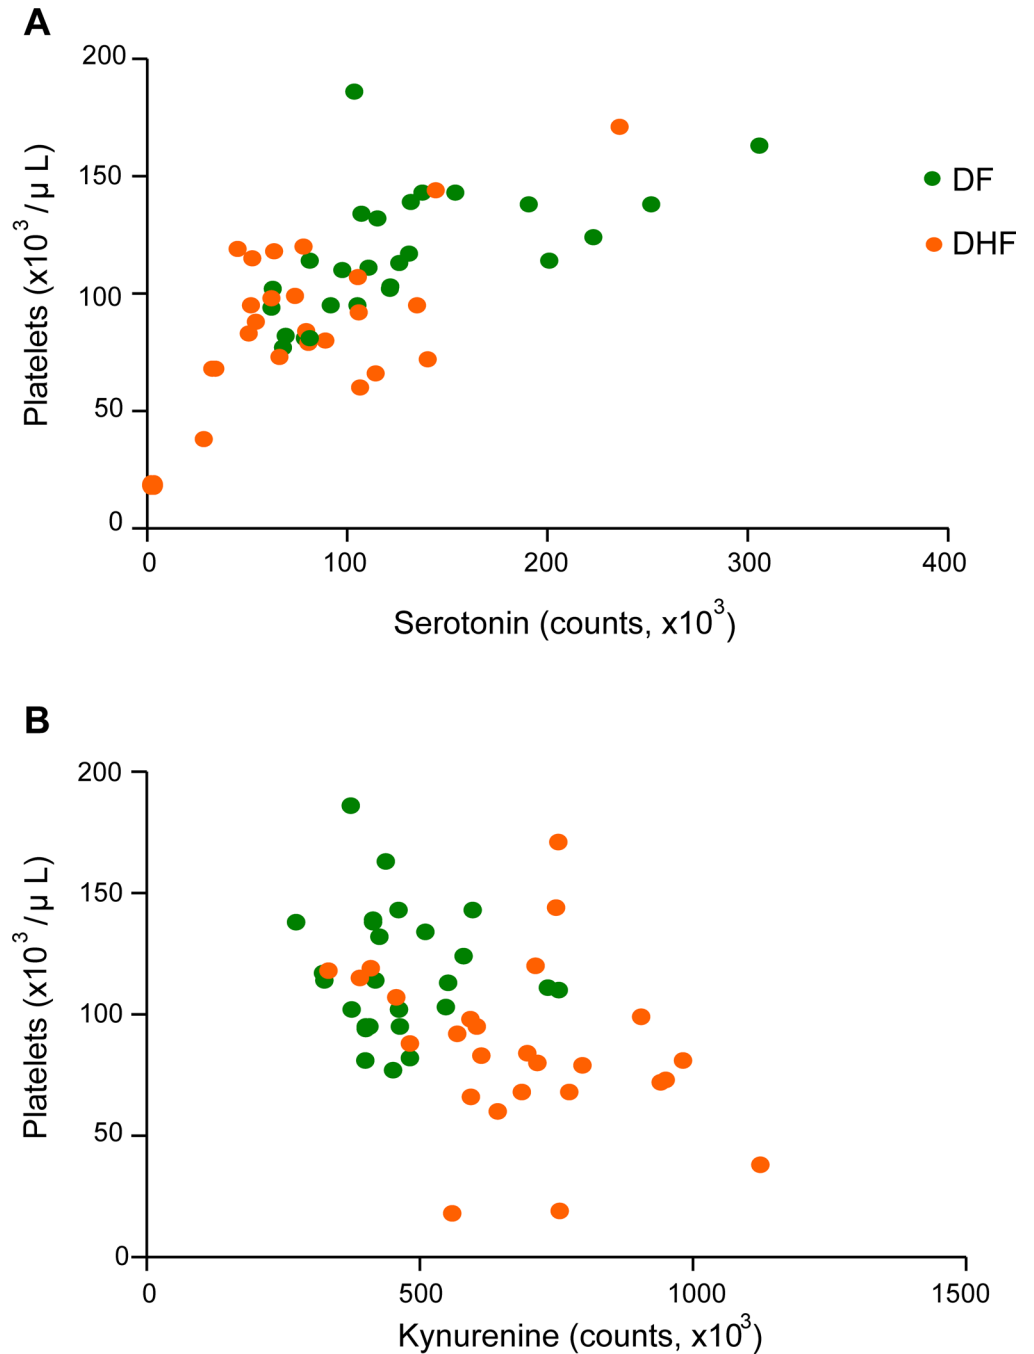 A
200
150
100
50
0
Platelets (x10³ / μ L)
0 100 200 300 400
Serotonin (counts, x10³)
DF
DHF
B
200
150
100
50
0
Platelets (x10³ / μ L)
0 500 1000 1500
Kynurenine (counts, x10³)